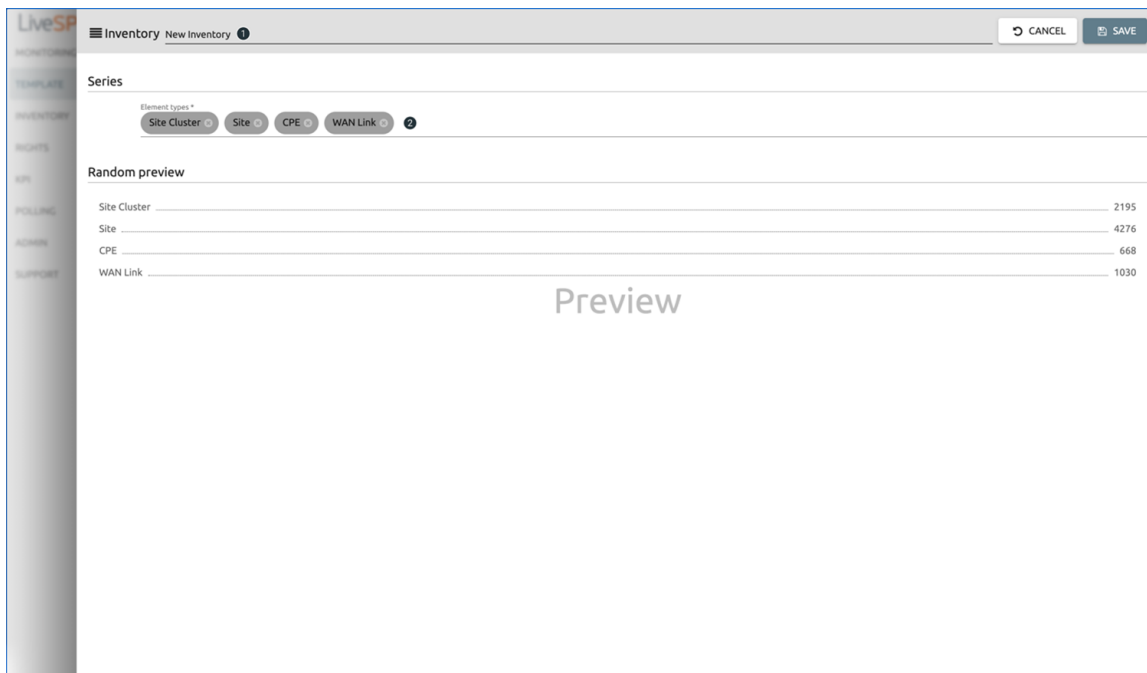 LiveSP
Inventory New Inventory 1
CANCEL
SAVE
MONITORING
TEMPLATE
INVENTORY
RIGHTS
KPI
POLLING
ADMIN
SUPPORT
Series
Element types *
Site Cluster Site CPE WAN Link 2
Random preview
Site Cluster 2195
Site 4276
CPE 668
WAN Link 1030
Preview